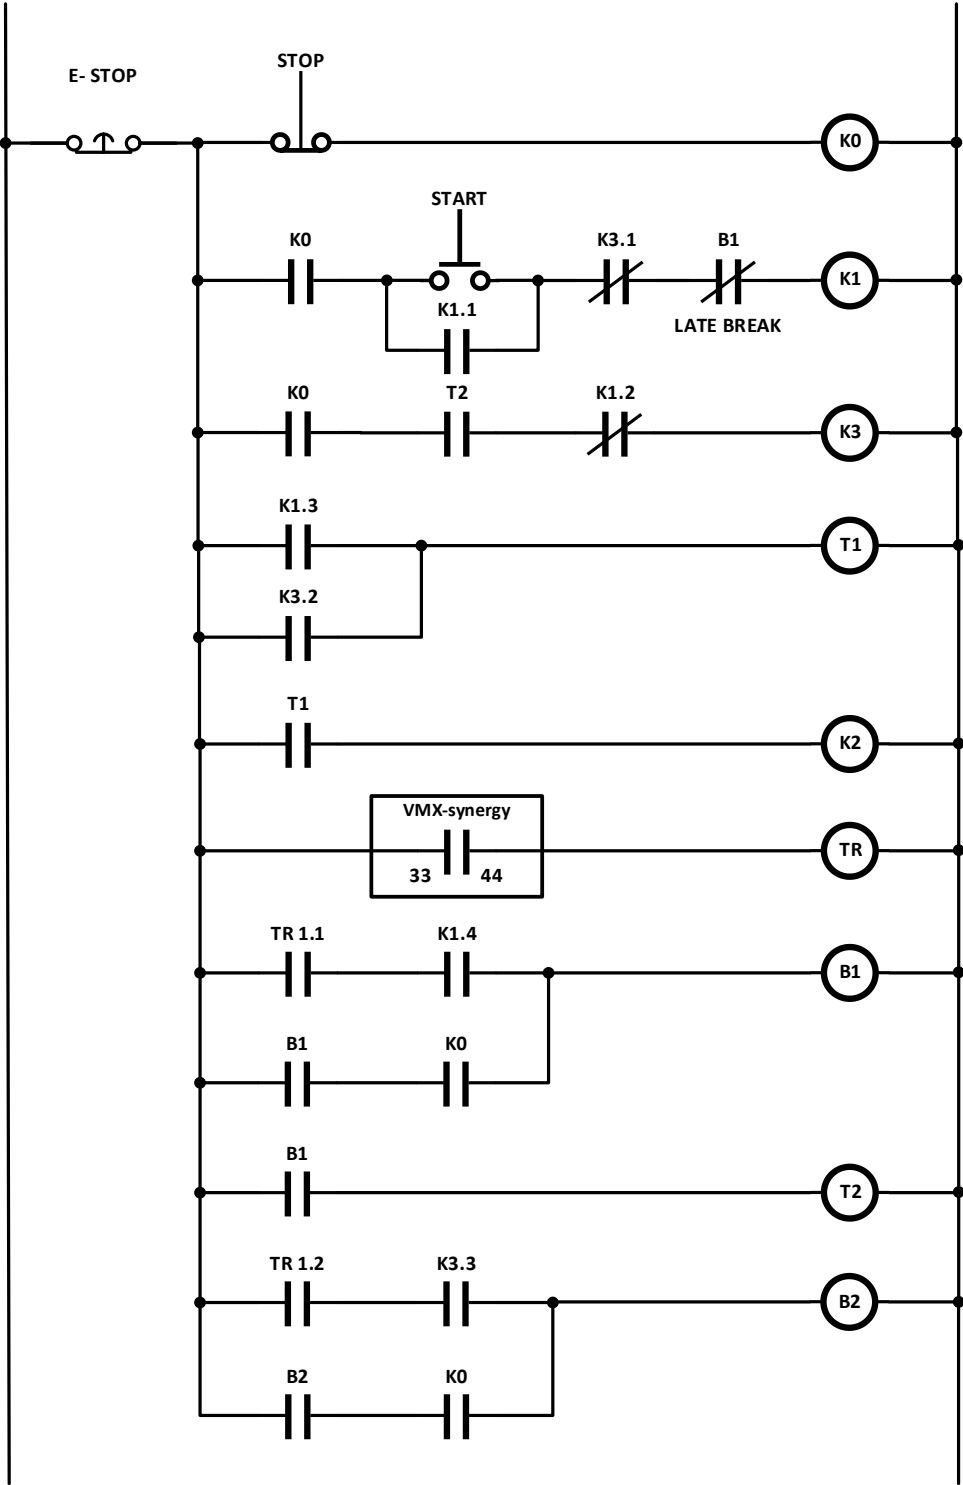 E- STOP
STOP
K0
START
K0
K3.1
B1
K1
K1.1
LATE BREAK
K0
T2
K1.2
K3
K1.3
T1
K3.2
T1
K2
VMX-synergy
33
44
TR
TR 1.1
K1.4
B1
B1
K0
B1
T2
TR 1.2
K3.3
B2
B2
K0